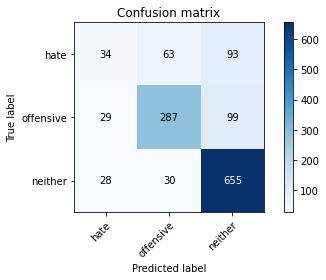 Confusion matrix
True label
hate 34 63 93
offensive 29 287 99
neither 28 30 655
hate offensive neither
Predicted label
600
500
400
300
200
100